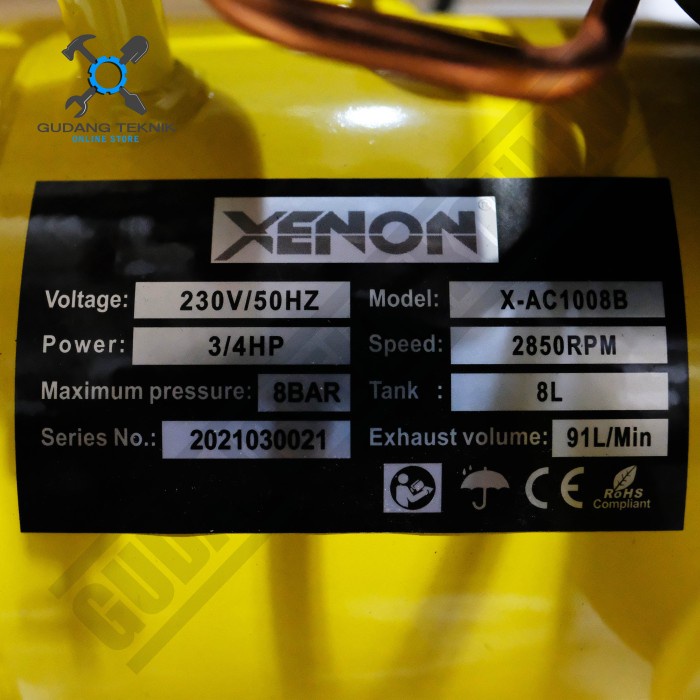 GUDANG TEKNIK
ONLINE STORE
XENON
Voltage: 230V/50HZ Model: X-AC1008B
Power: 3/4HP Speed: 2850RPM
Maximum pressure: 8BAR Tank : 8L
Series No.: 2021030021 Exhaust volume: 91L/Min
CE RoHS
Compliant